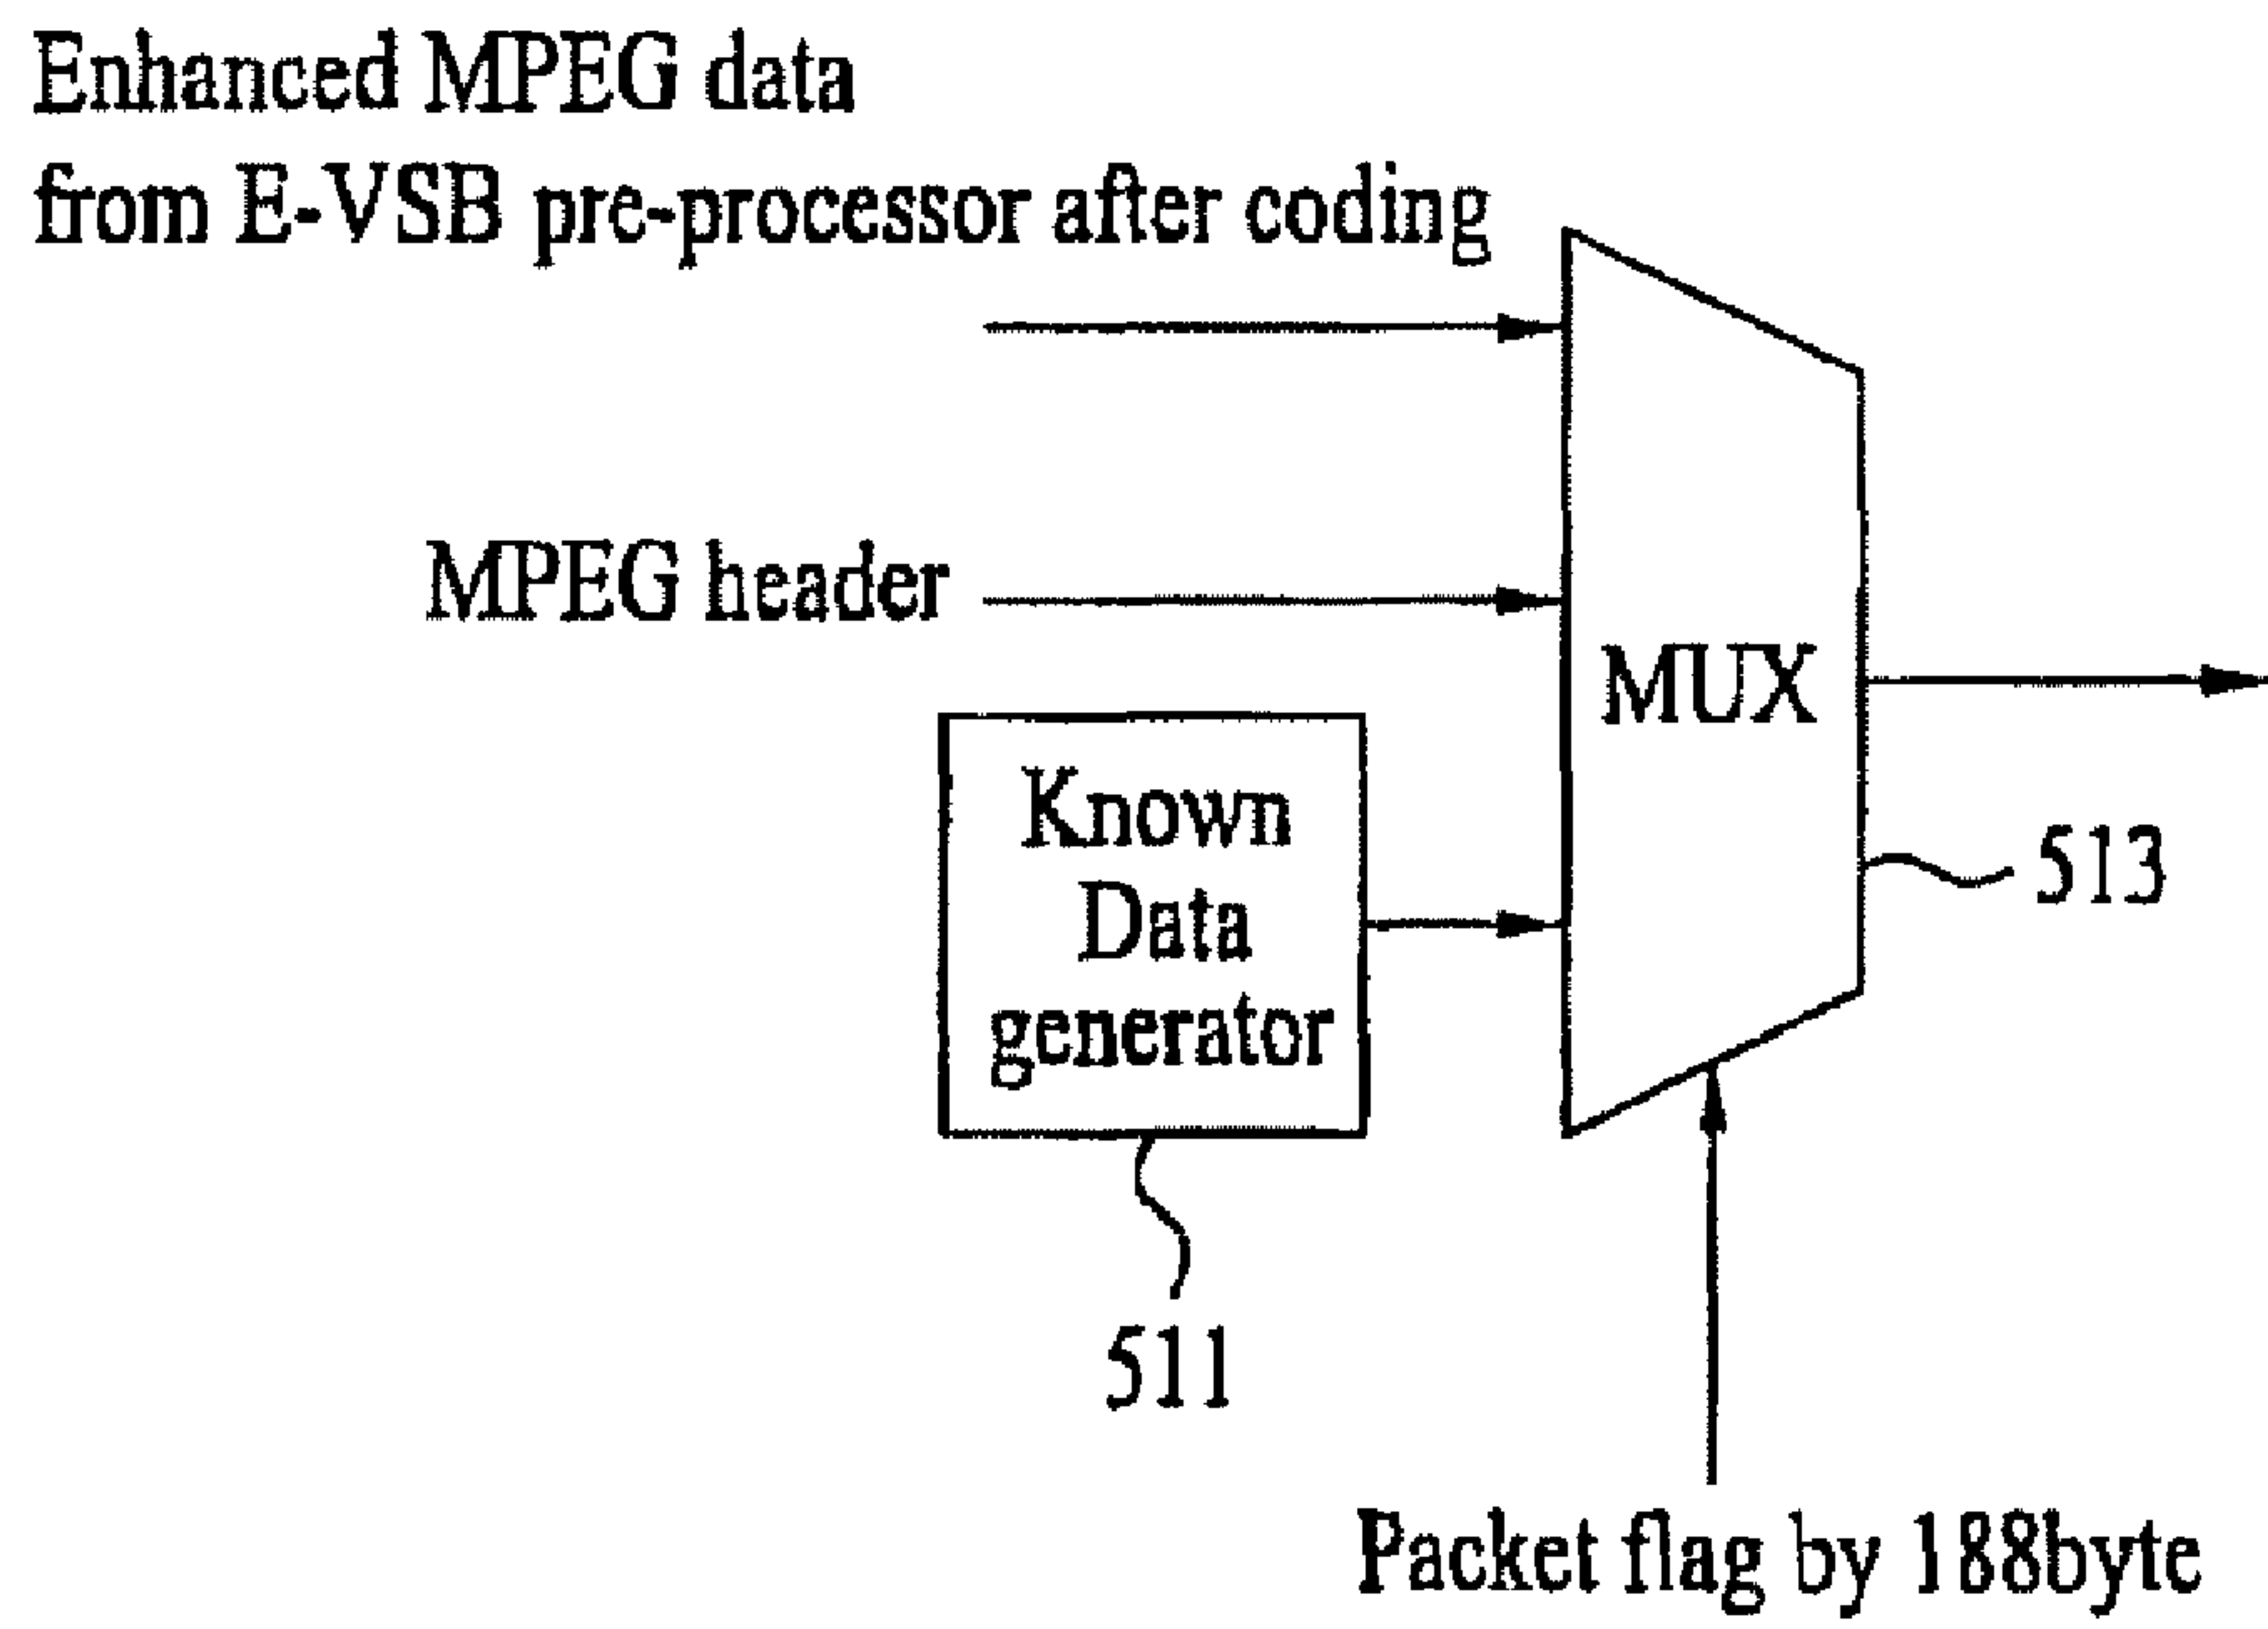 Enhanced MPEG data
from E-VSB pre-processor after coding
MPEG header
MUX
Known
Data
generator
513
511
Packet flag by 188byte